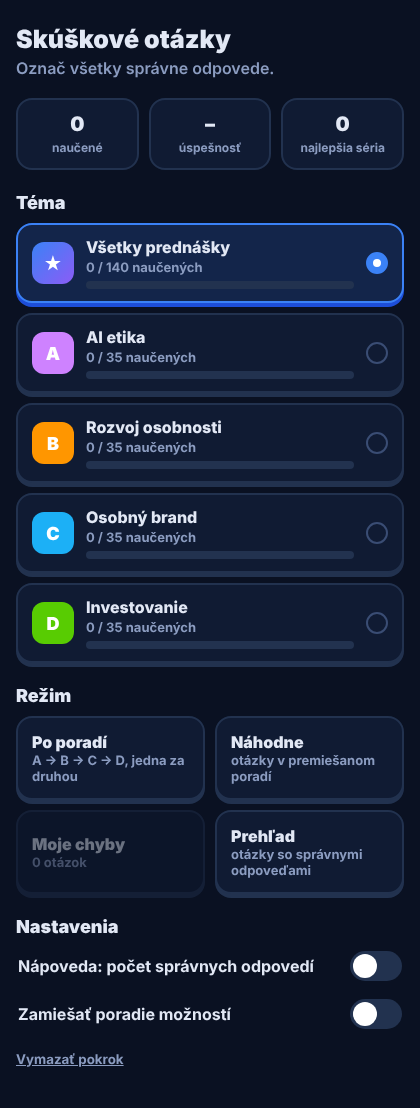 Skúškové otázky
Označ všetky správne odpovede.
0
naučené
–
úspešnosť
0
najlepšia séria
Téma
★
Všetky prednášky
0 / 140 naučených
A
AI etika
0 / 35 naučených
B
Rozvoj osobnosti
0 / 35 naučených
C
Osobný brand
0 / 35 naučených
D
Investovanie
0 / 35 naučených
Režim
Po poradí
A → B → C → D, jedna za
druhou
Náhodne
otázky v premiešanom
poradí
Moje chyby
0 otázok
Prehľad
otázky so správnymi
odpoveďami
Nastavenia
Nápoveda: počet správnych odpovedí
Zamiešať poradie možností
Vymazať pokrok